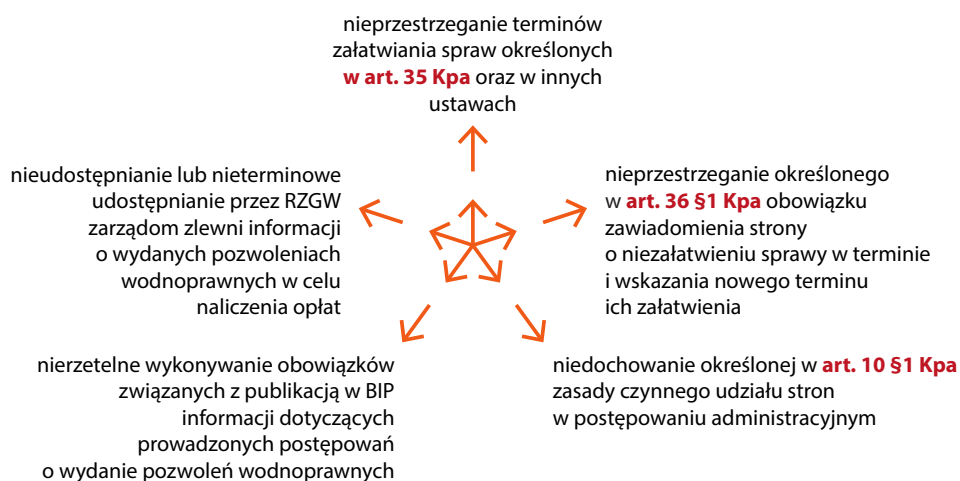 nieprzestrzeganie terminów
załatwiania spraw określonych
w art. 35 Kpa oraz w innych
ustawach
nieudostępnianie lub nieterminowe
udostępnianie przez RZGW
zarządom zlewni informacji
o wydanych pozwoleniach
wodnoprawnych w celu
naliczenia opłat
nieprzestrzeganie określonego
w art. 36 §1 Kpa obowiązku
zawiadomienia strony
o niezałatwieniu sprawy w terminie
i wskazania nowego terminu
ich załatwienia
nierzetelne wykonywanie obowiązków
związanych z publikacją w BIP
informacji dotyczących
prowadzonych postępowań
o wydanie pozwoleń wodnoprawnych
niedochowanie określonej w art. 10 §1 Kpa
zasady czynnego udziału stron
w postępowaniu administracyjnym